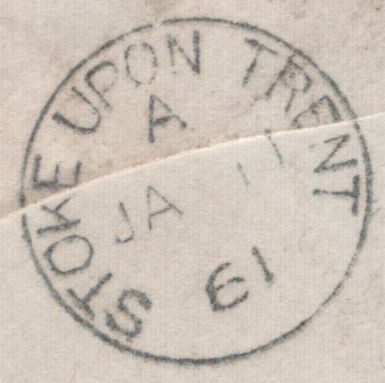 STOKE UPON TRENT
A
JA 11
61